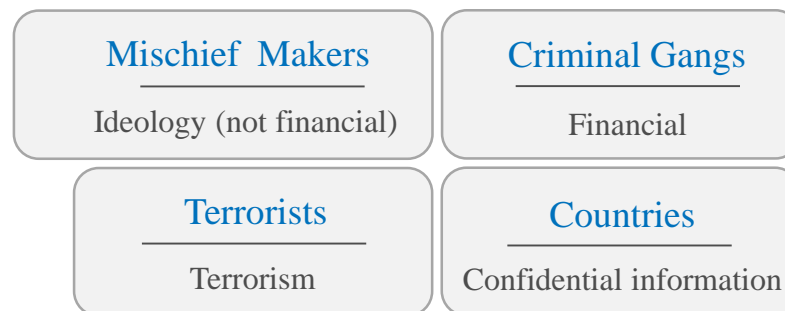 Mischief  Makers
Ideology (not financial)
Criminal Gangs
Financial
Terrorists
Terrorism
Countries
Confidential information